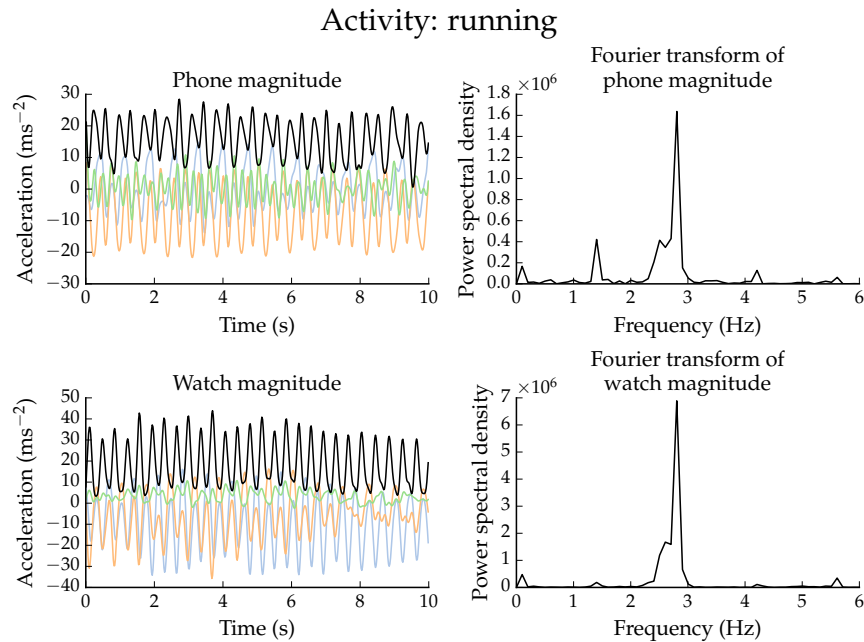 Activity: running
Phone magnitude
Acceleration (ms⁻²)
30
20
10
0
−10
−20
−30
0 2 4 6 8 10
Time (s)
Fourier transform of
phone magnitude
×10⁶
Power spectral density
1.8
1.6
1.4
1.2
1.0
0.8
0.6
0.4
0.2
0.0
0 1 2 3 4 5 6
Frequency (Hz)
Watch magnitude
Acceleration (ms⁻²)
50
40
30
20
10
0
−10
−20
−30
−40
0 2 4 6 8 10
Time (s)
Fourier transform of
watch magnitude
×10⁶
Power spectral density
7
6
5
4
3
2
1
0
0 1 2 3 4 5 6
Frequency (Hz)